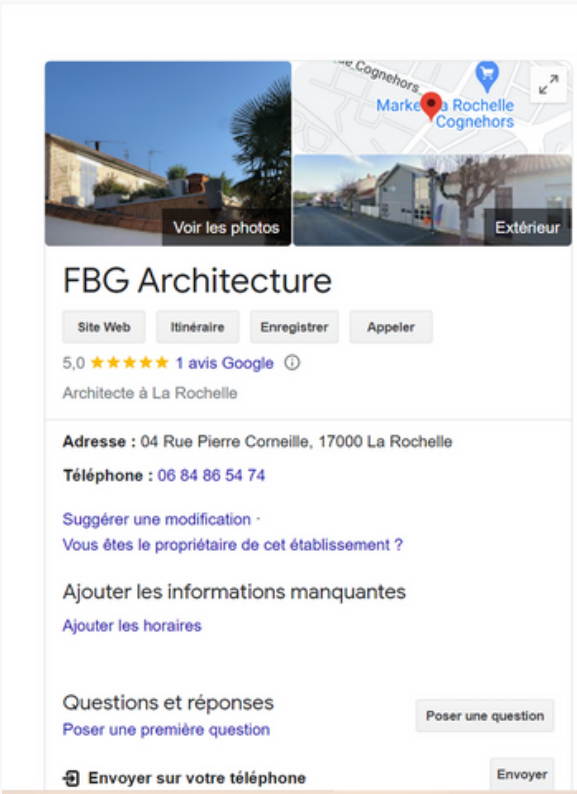 Cognehors
Marke a Rochelle
Cognehors
Voir les photos
Extérieur
FBG Architecture
Site Web
Itinéraire
Enregistrer
Appeler
5,0 ★★★★★ 1 avis Google
Architecte à La Rochelle
Adresse : 04 Rue Pierre Corneille, 17000 La Rochelle
Téléphone : 06 84 86 54 74
Suggérer une modification ·
Vous êtes le propriétaire de cet établissement ?
Ajouter les informations manquantes
Ajouter les horaires
Questions et réponses
Poser une première question
Poser une question
Envoyer sur votre téléphone
Envoyer